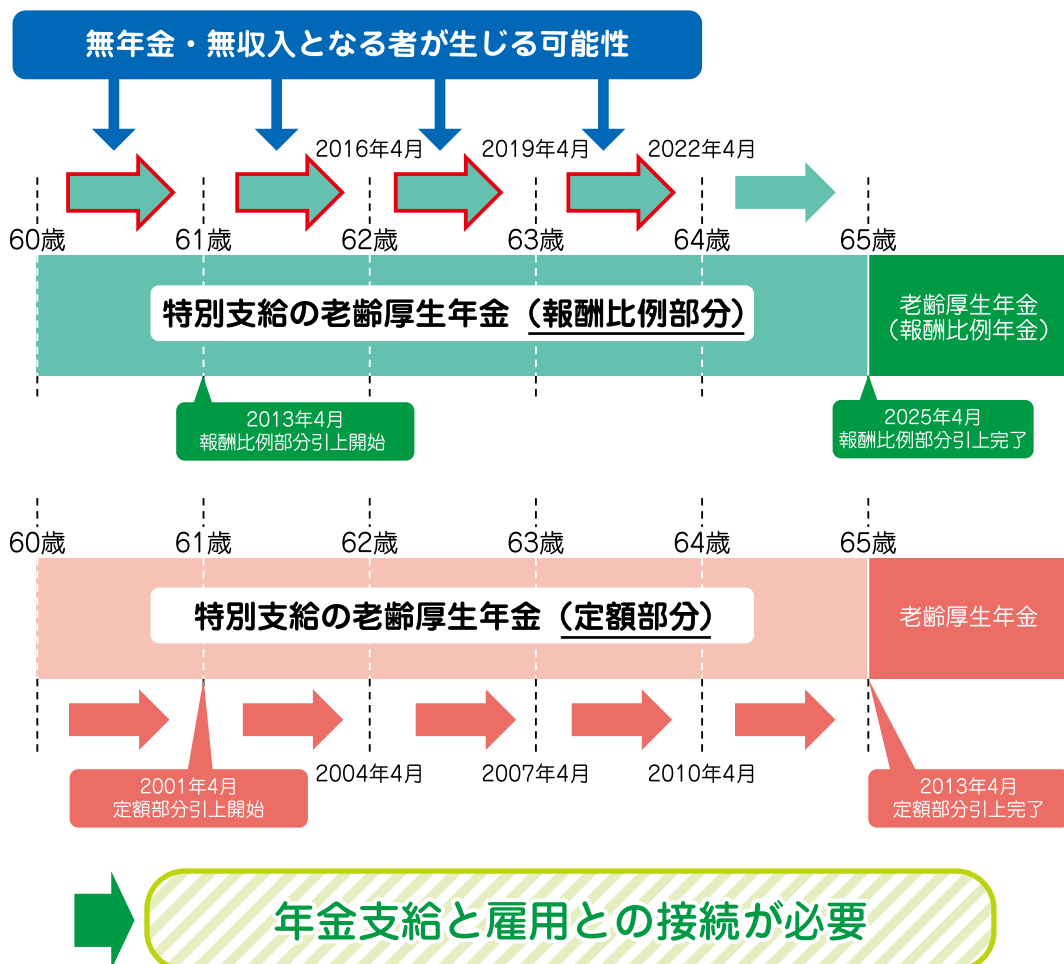 無年金・無収入となる者が生じる可能性
2016年4月
2019年4月
2022年4月
60歳
61歳
62歳
63歳
64歳
65歳
特別支給の老齢厚生年金（報酬比例部分）
老齢厚生年金
（報酬比例年金）
2013年4月
報酬比例部分引上開始
2025年4月
報酬比例部分引上完了
60歳
61歳
62歳
63歳
64歳
65歳
特別支給の老齢厚生年金（定額部分）
老齢厚生年金
2001年4月
定額部分引上開始
2004年4月
2007年4月
2010年4月
2013年4月
定額部分引上完了
年金支給と雇用との接続が必要